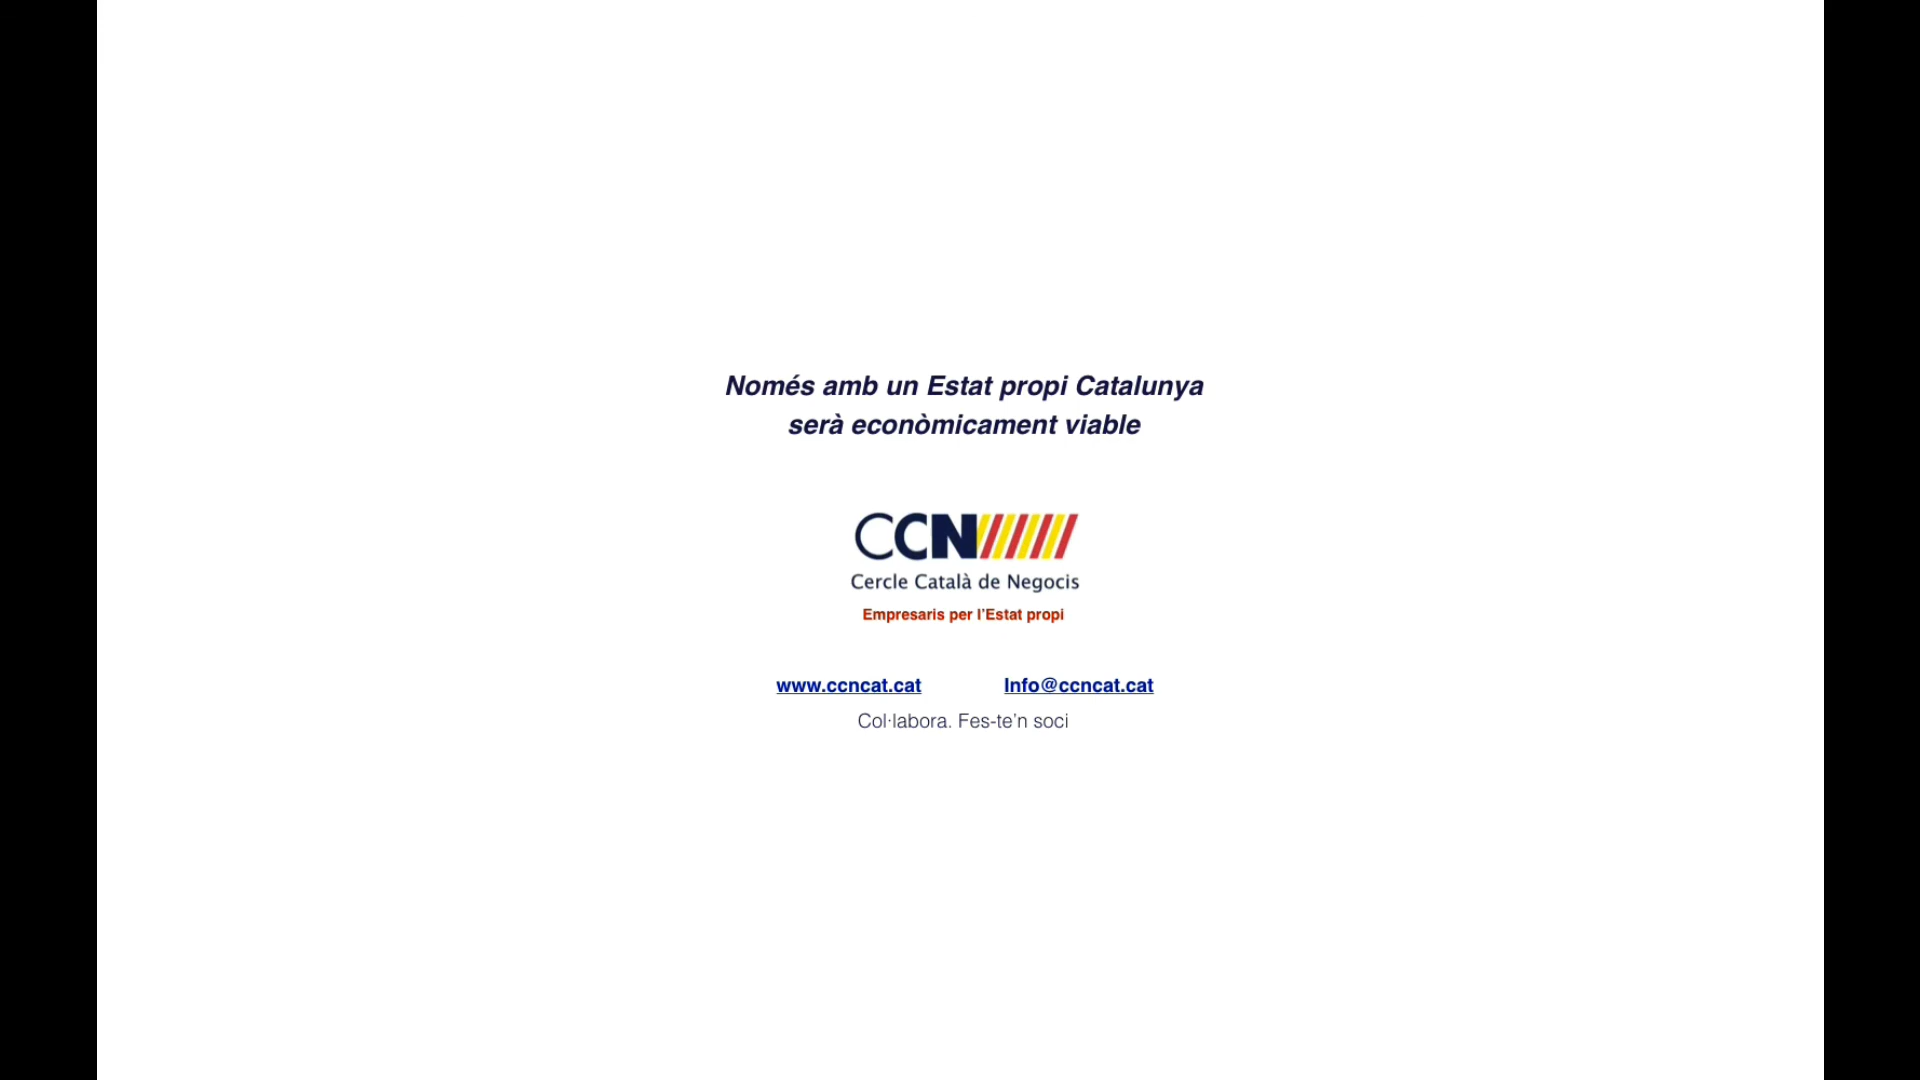 Només amb un Estat propi Catalunya
serà econòmicament viable
CCN
Cercle Català de Negocis
Empresaris per l’Estat propi
www.ccncat.cat Info@ccncat.cat
Col·labora. Fes-te’n soci